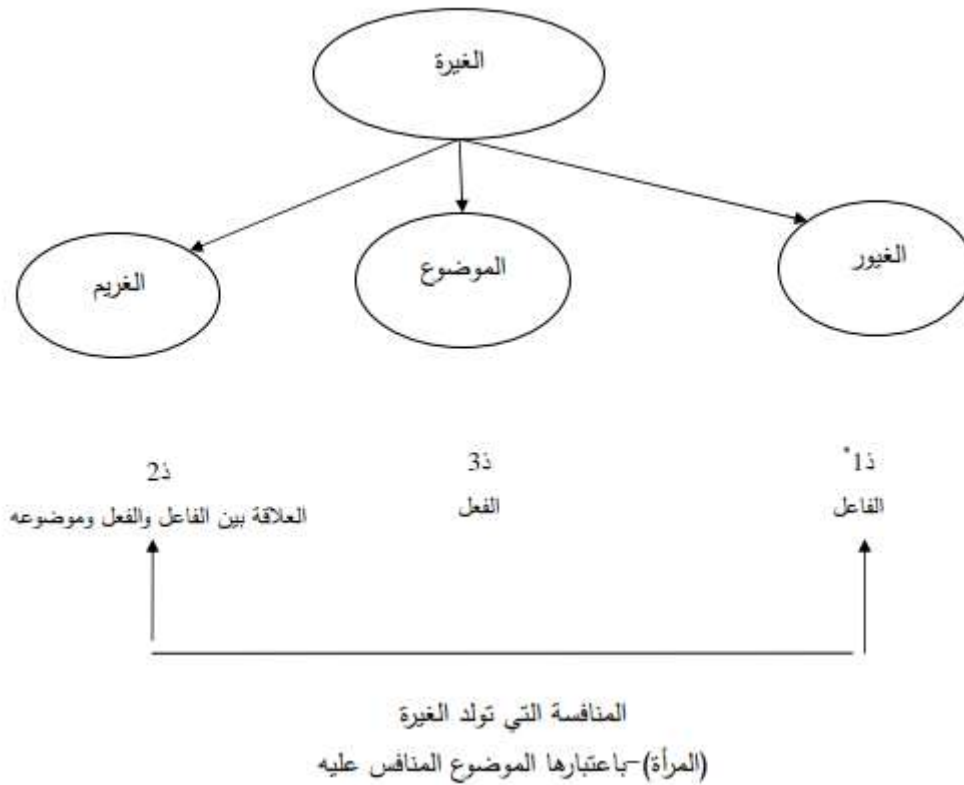 الغيرة
الغيور
الموضوع
الغريم
ذ1*
ذ3
ذ2
الفاعل
الفعل
العلاقة بين الفاعل والفعل وموضوعه
المنافسة التي تولد الغيرة
(المرأة)-باعتبارها الموضوع المنافس عليه